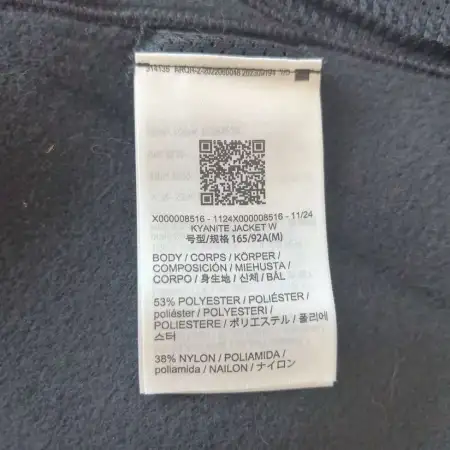 X000008516 - 1124X000008516 - 11/24
KYANITE JACKET W
号型/規格 165/92A(M)
BODY / CORPS / KÖRPER /
COMPOSICIÓN / MIEHUSTA /
CORPO / 身生地 / 신체 / BÁL
53% POLYESTER / POLIÉSTER /
poliéster / POLYESTERI /
POLIESTERE / ポリエステル / 폴리에
스터
38% NYLON / POLIAMIDA /
poliamida / NAILON / ナイロン